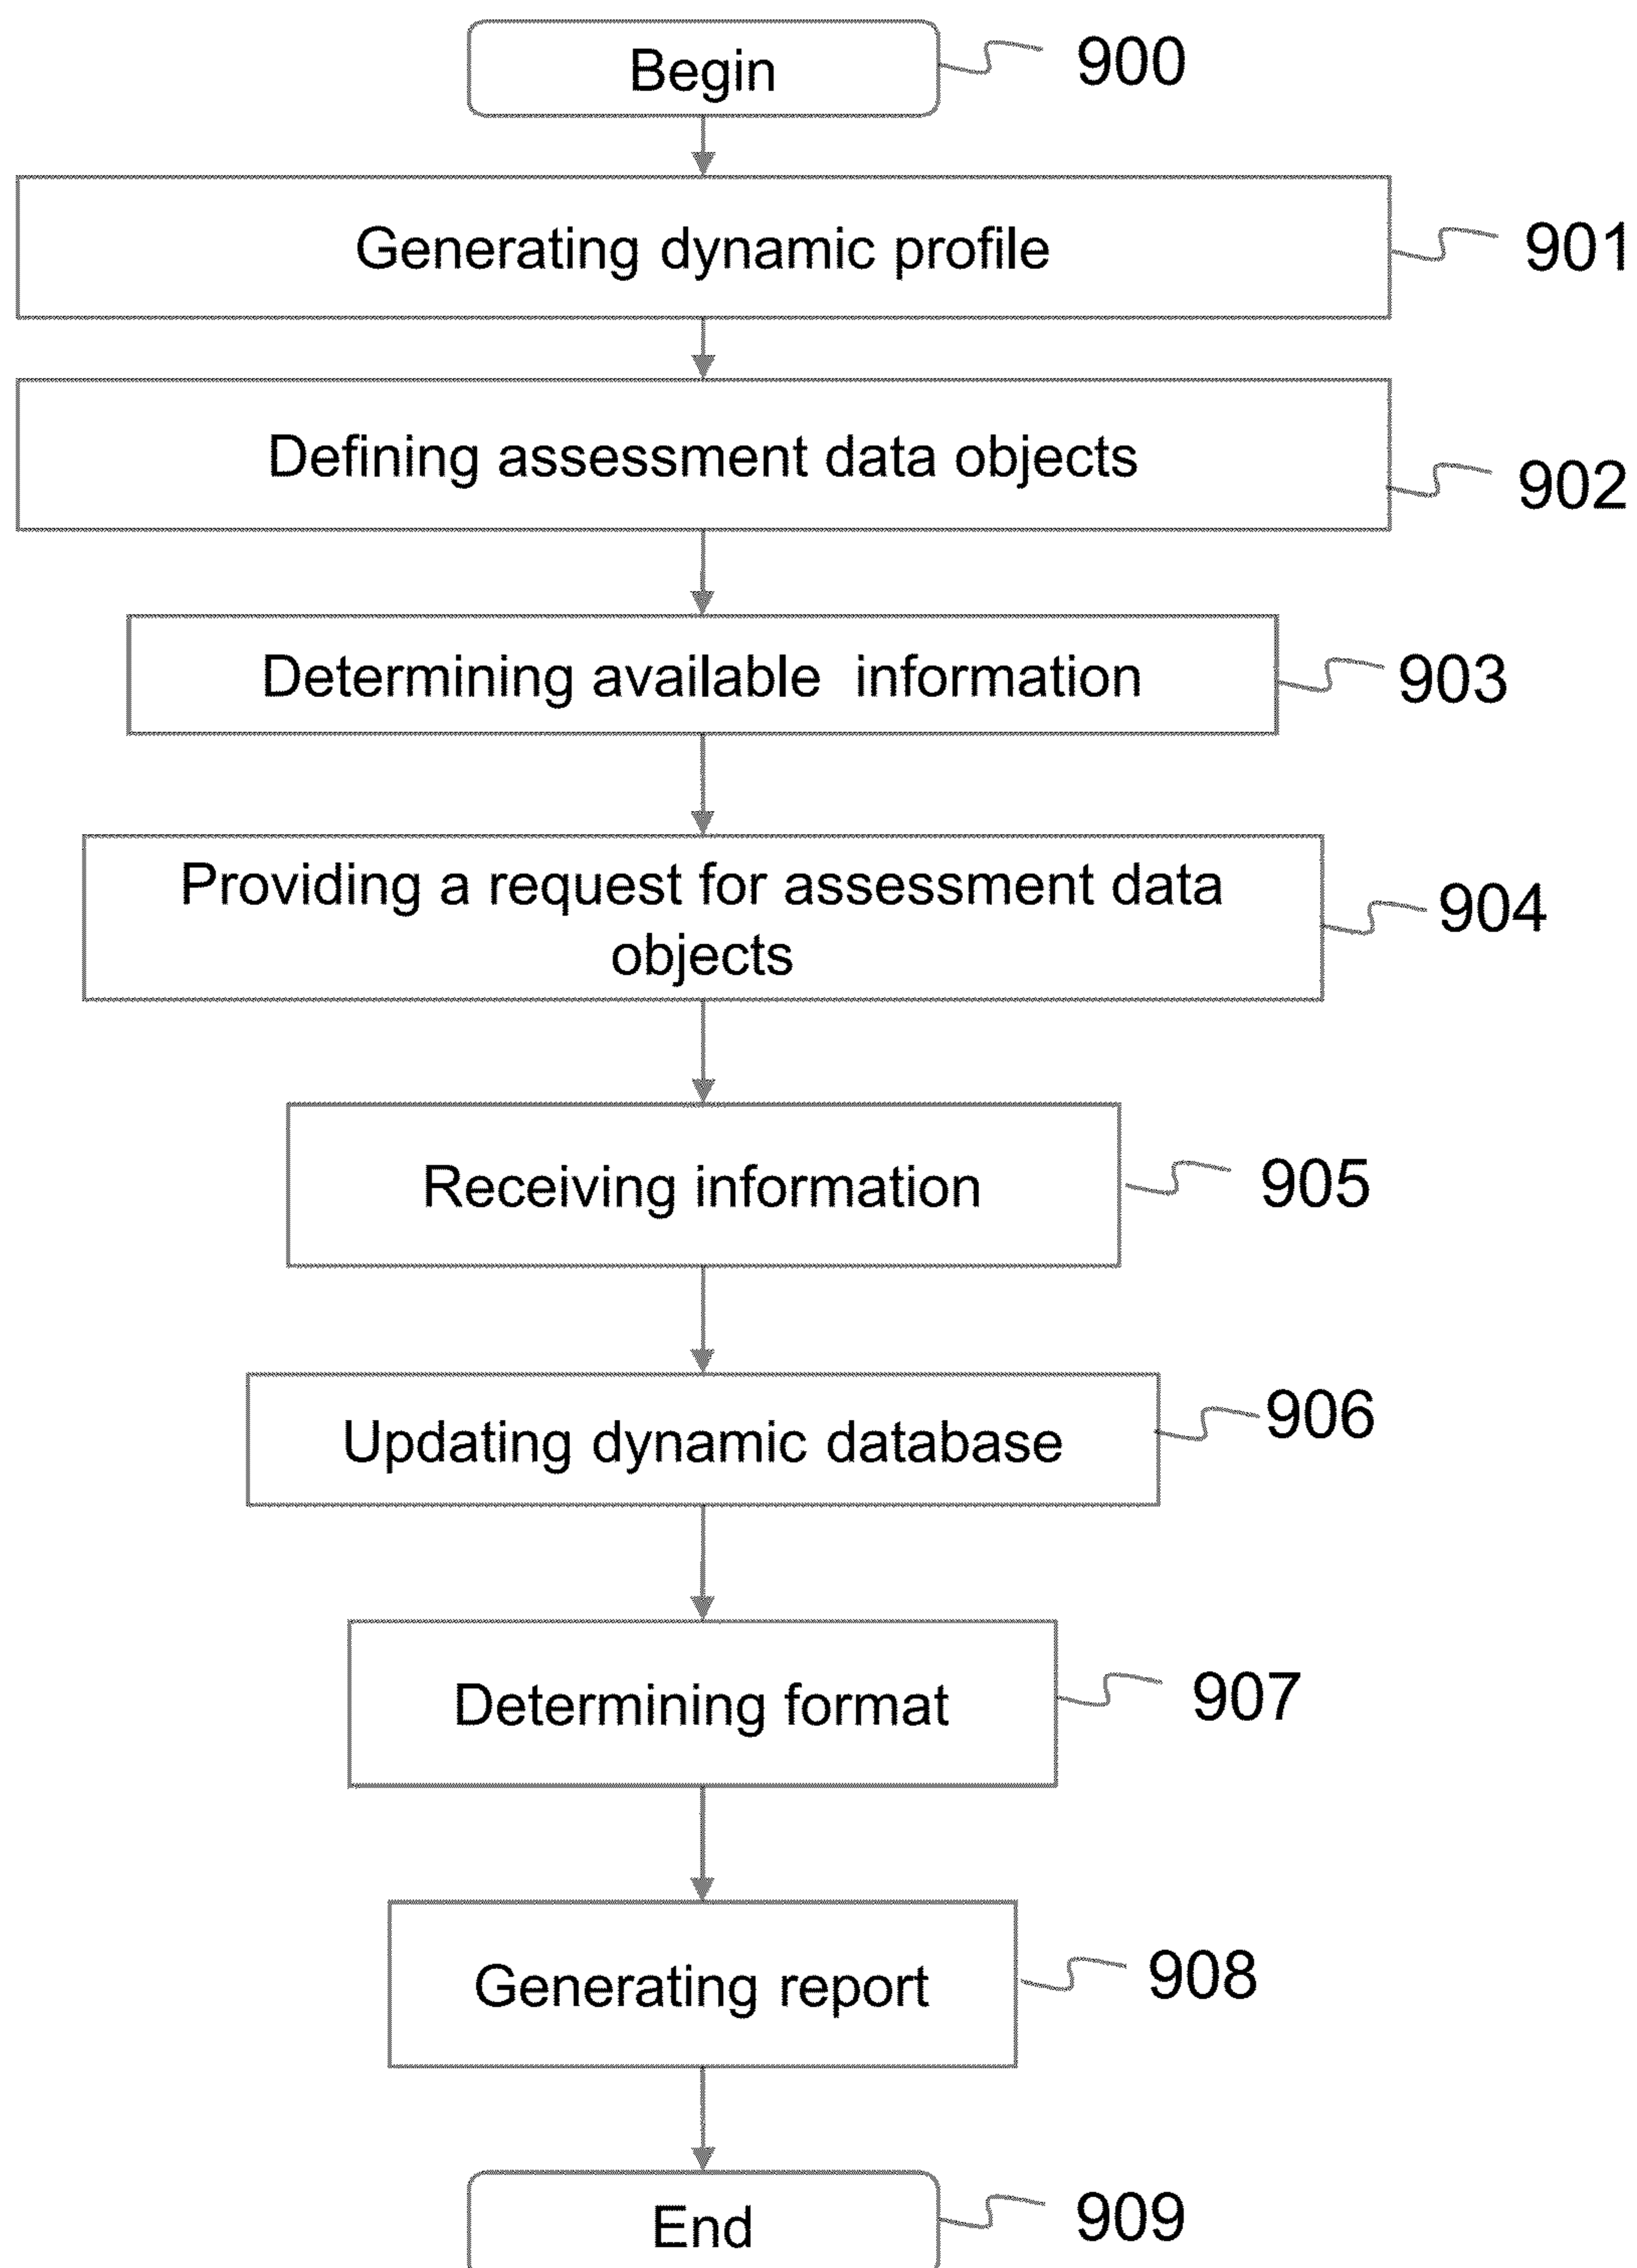 Begin
900
Generating dynamic profile
901
Defining assessment data objects
902
Determining available  information
903
Providing a request for assessment data
objects
904
Receiving information
905
Updating dynamic database
906
Determining format
907
Generating report
908
End
909